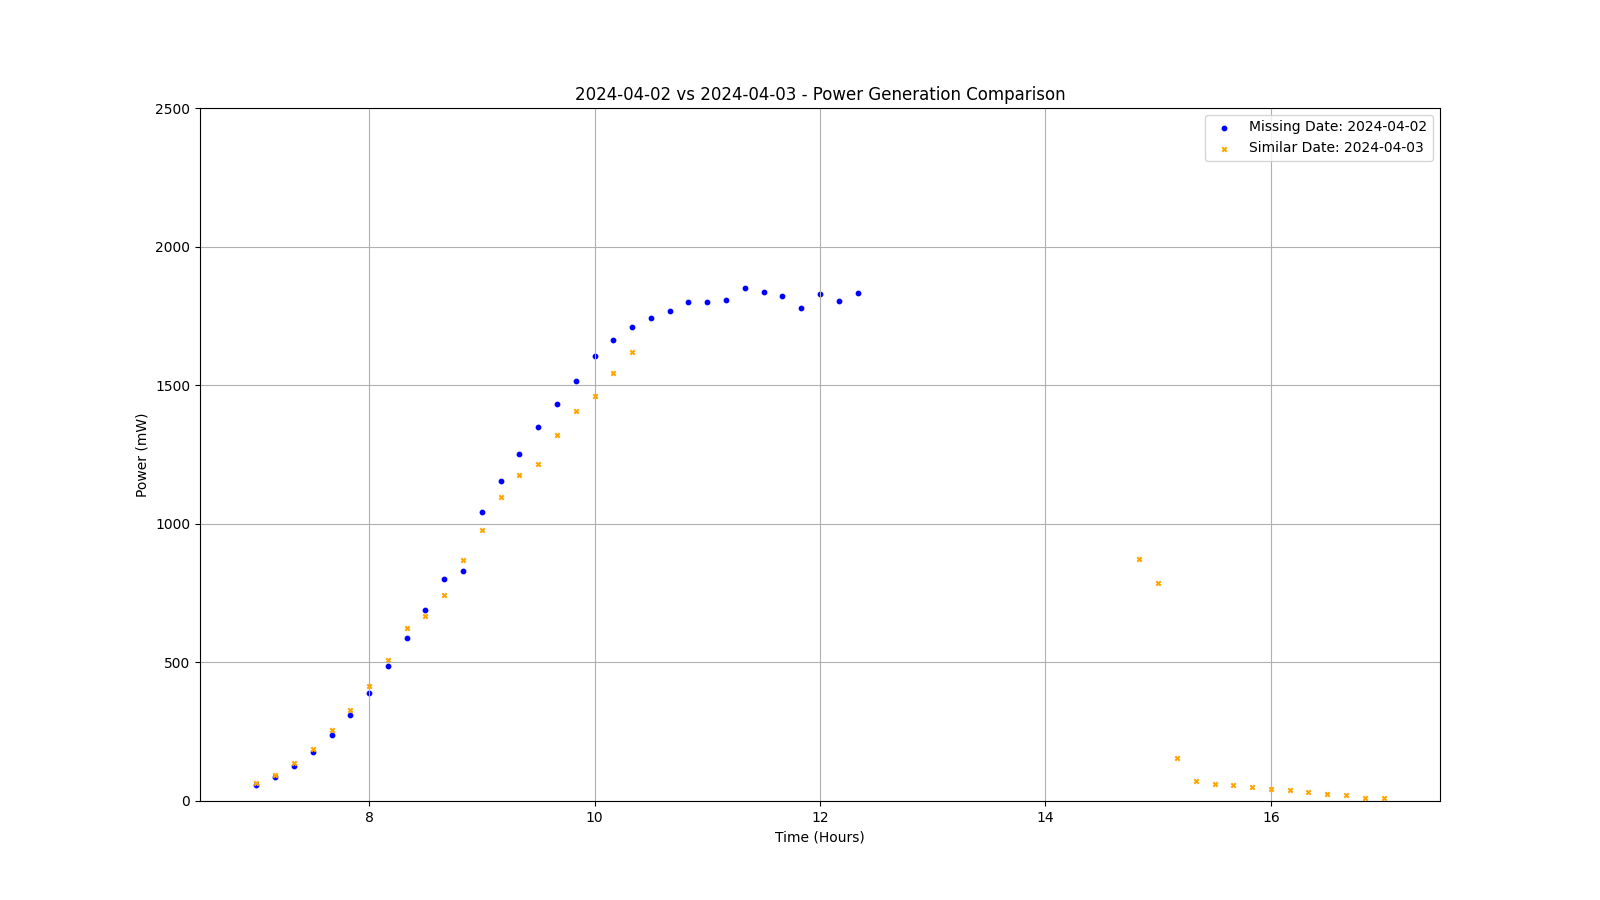 2024-04-02 vs 2024-04-03 - Power Generation Comparison
Missing Date: 2024-04-02
Similar Date: 2024-04-03
2500
2000
1500
1000
500
0
Power (mW)
8 10 12 14 16
Time (Hours)